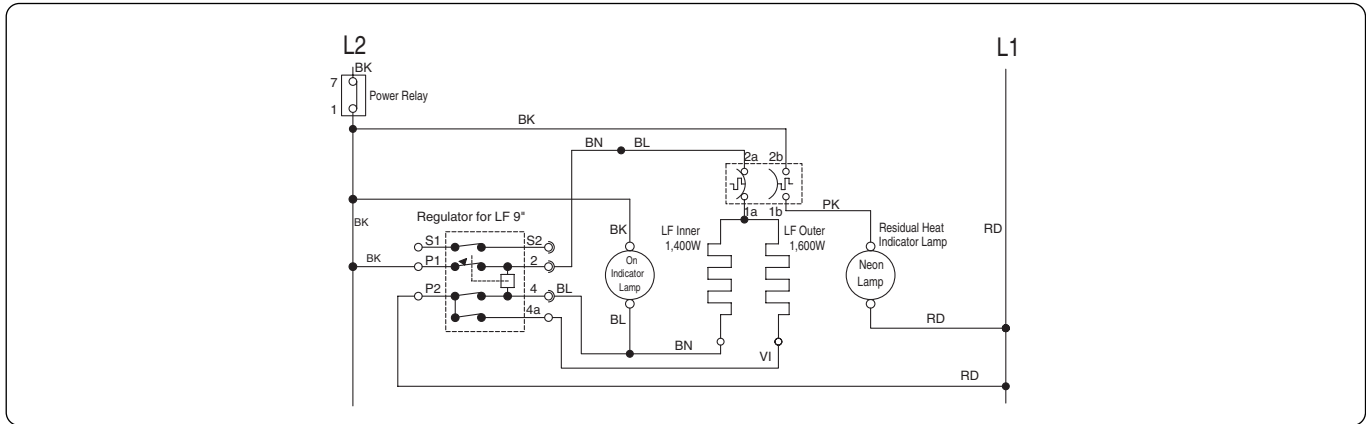 L2
L1
BK
7
Power Relay
1
BK
BN
BL
2a
2b
1a
1b
PK
BK
Regulator for LF 9"
BK
LF Inner
1,400W
LF Outer
1,600W
Residual Heat
Indicator Lamp
RD
S1
S2
BK
P1
2
On
Indicator
Lamp
Neon
Lamp
P2
4
BL
4a
BL
RD
BN
VI
RD